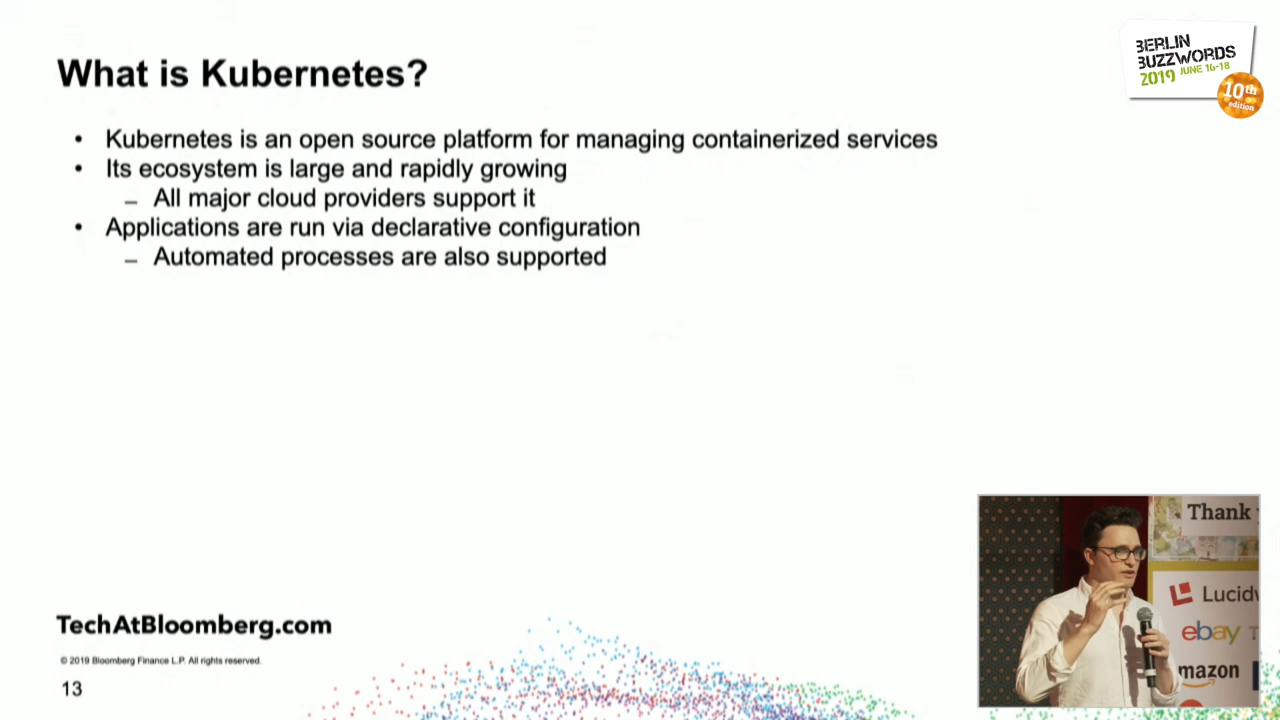 What is Kubernetes?
BERLIN
BUZZWORDS
2019 JUNE 16-18
10th
edition
• Kubernetes is an open source platform for managing containerized services
• Its ecosystem is large and rapidly growing
– All major cloud providers support it
• Applications are run via declarative configuration
– Automated processes are also supported
Thank
Lucidw
ebay
amazon
TechAtBloomberg.com
© 2019 Bloomberg Finance L.P. All rights reserved.
13